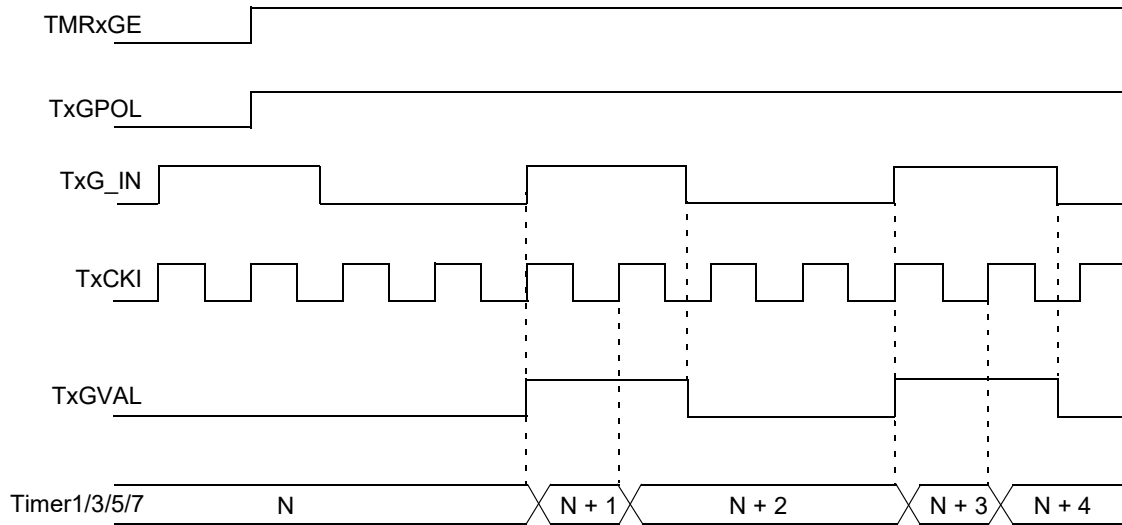 TMRxGE
TxGPOL
TxG_IN
TxCKI
TxGVAL
Timer1/3/5/7 N N + 1 N + 2 N + 3 N + 4